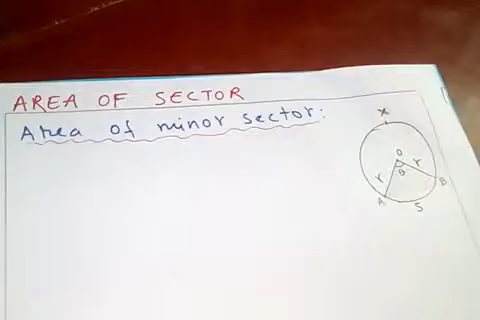 AREA OF SECTOR
Area of minor sector:
x
O
r θ r
A B
S